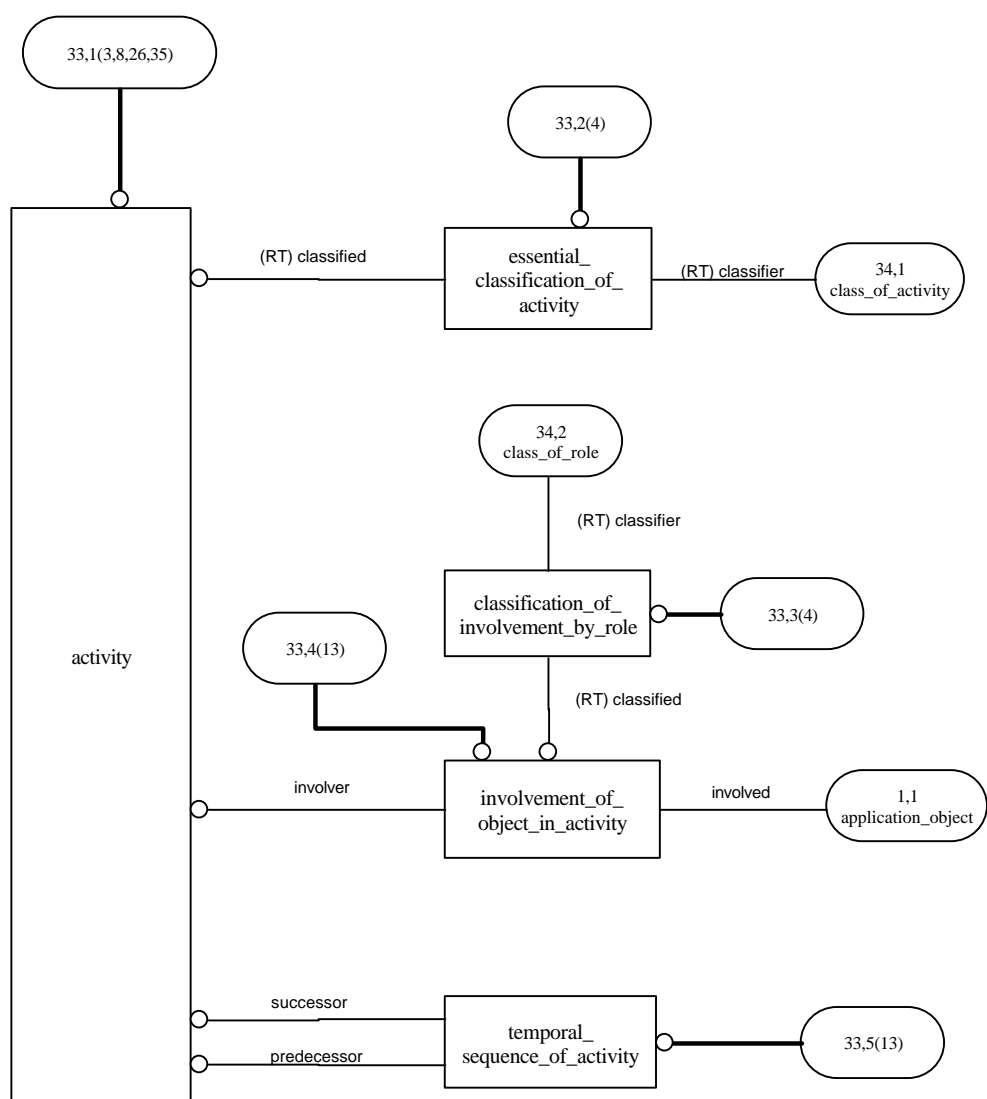 33,1(3,8,26,35)
33,2(4)
(RT) classified
essential_
classification_of_
activity
(RT) classifier
34,1
class_of_activity
34,2
class_of_role
(RT) classifier
classification_of_
involvement_by_role
33,3(4)
33,4(13)
activity
(RT) classified
involver
involvement_of_
object_in_activity
involved
1,1
application_object
successor
predecessor
temporal_
sequence_of_activity
33,5(13)